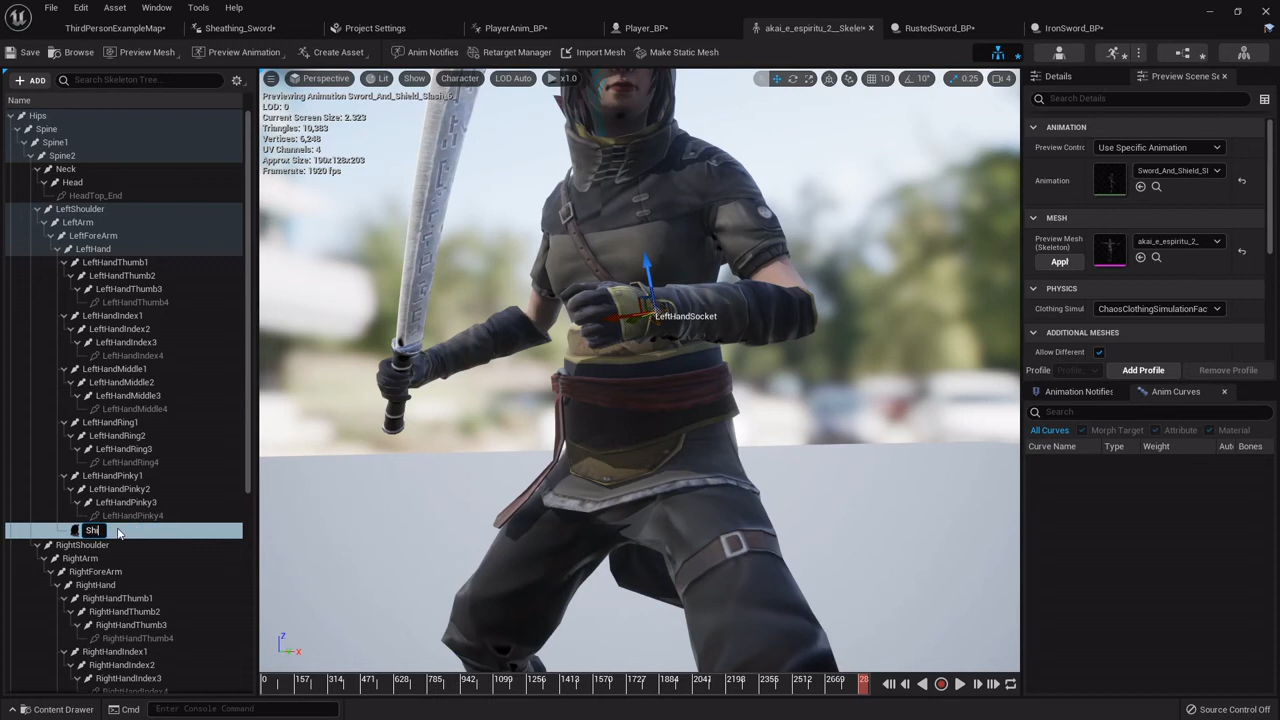 File Edit Asset Window Tools Help
ThirdPersonExampleMap* Sheathing_Sword* Project Settings PlayerAnim_BP* Player_BP* akai_e_espiritu_2__Skele* RustedSword_BP* IronSword_BP*
Save Browse Preview Mesh Preview Animation Create Asset Anim Notifies Retarget Manager Import Mesh Make Static Mesh
ADD Search Skeleton Tree...
Name
Hips
Spine
Spine1
Spine2
Neck
Head
HeadTop_End
LeftShoulder
LeftArm
LeftForeArm
LeftHand
LeftHandThumb1
LeftHandThumb2
LeftHandThumb3
LeftHandThumb4
LeftHandIndex1
LeftHandIndex2
LeftHandIndex3
LeftHandIndex4
LeftHandMiddle1
LeftHandMiddle2
LeftHandMiddle3
LeftHandMiddle4
LeftHandRing1
LeftHandRing2
LeftHandRing3
LeftHandRing4
LeftHandPinky1
LeftHandPinky2
LeftHandPinky3
LeftHandPinky4
Shi
RightShoulder
RightArm
RightForeArm
RightHand
RightHandThumb1
RightHandThumb2
RightHandThumb3
RightHandThumb4
RightHandIndex1
RightHandIndex2
RightHandIndex3
RightHandIndex4
Perspective Lit Show Character LOD Auto x1.0 10 10° 0.25 4
Previewing Animation Sword_And_Shield_Slash_6_
LOD: 0
Current Screen Size: 2.323
Triangles: 10,383
Vertices: 6,248
UV Channels: 4
Approx Size: 190x128x203
Framerate: 1920 fps
LeftHandSocket
Z
X
0 157 314 471 628 785 942 1099 1256 1413 1570 1727 1884 2041 2198 2355 2512 2669 28
Details Preview Scene Se
Search Details
ANIMATION
Preview Contrc Use Specific Animation
Animation Sword_And_Shield_Sl
MESH
Preview Mesh
(Skeleton) akai_e_espiritu_2_
Appl
PHYSICS
Clothing Simul ChaosClothingSimulationFac
ADDITIONAL MESHES
Allow Different
Profile Profile_ Add Profile Remove Profile
Animation Notifies Anim Curves
Search
All Curves Morph Target Attribute Material
Curve Name Type Weight Aut Bones
Content Drawer Cmd Enter Console Command Source Control Off